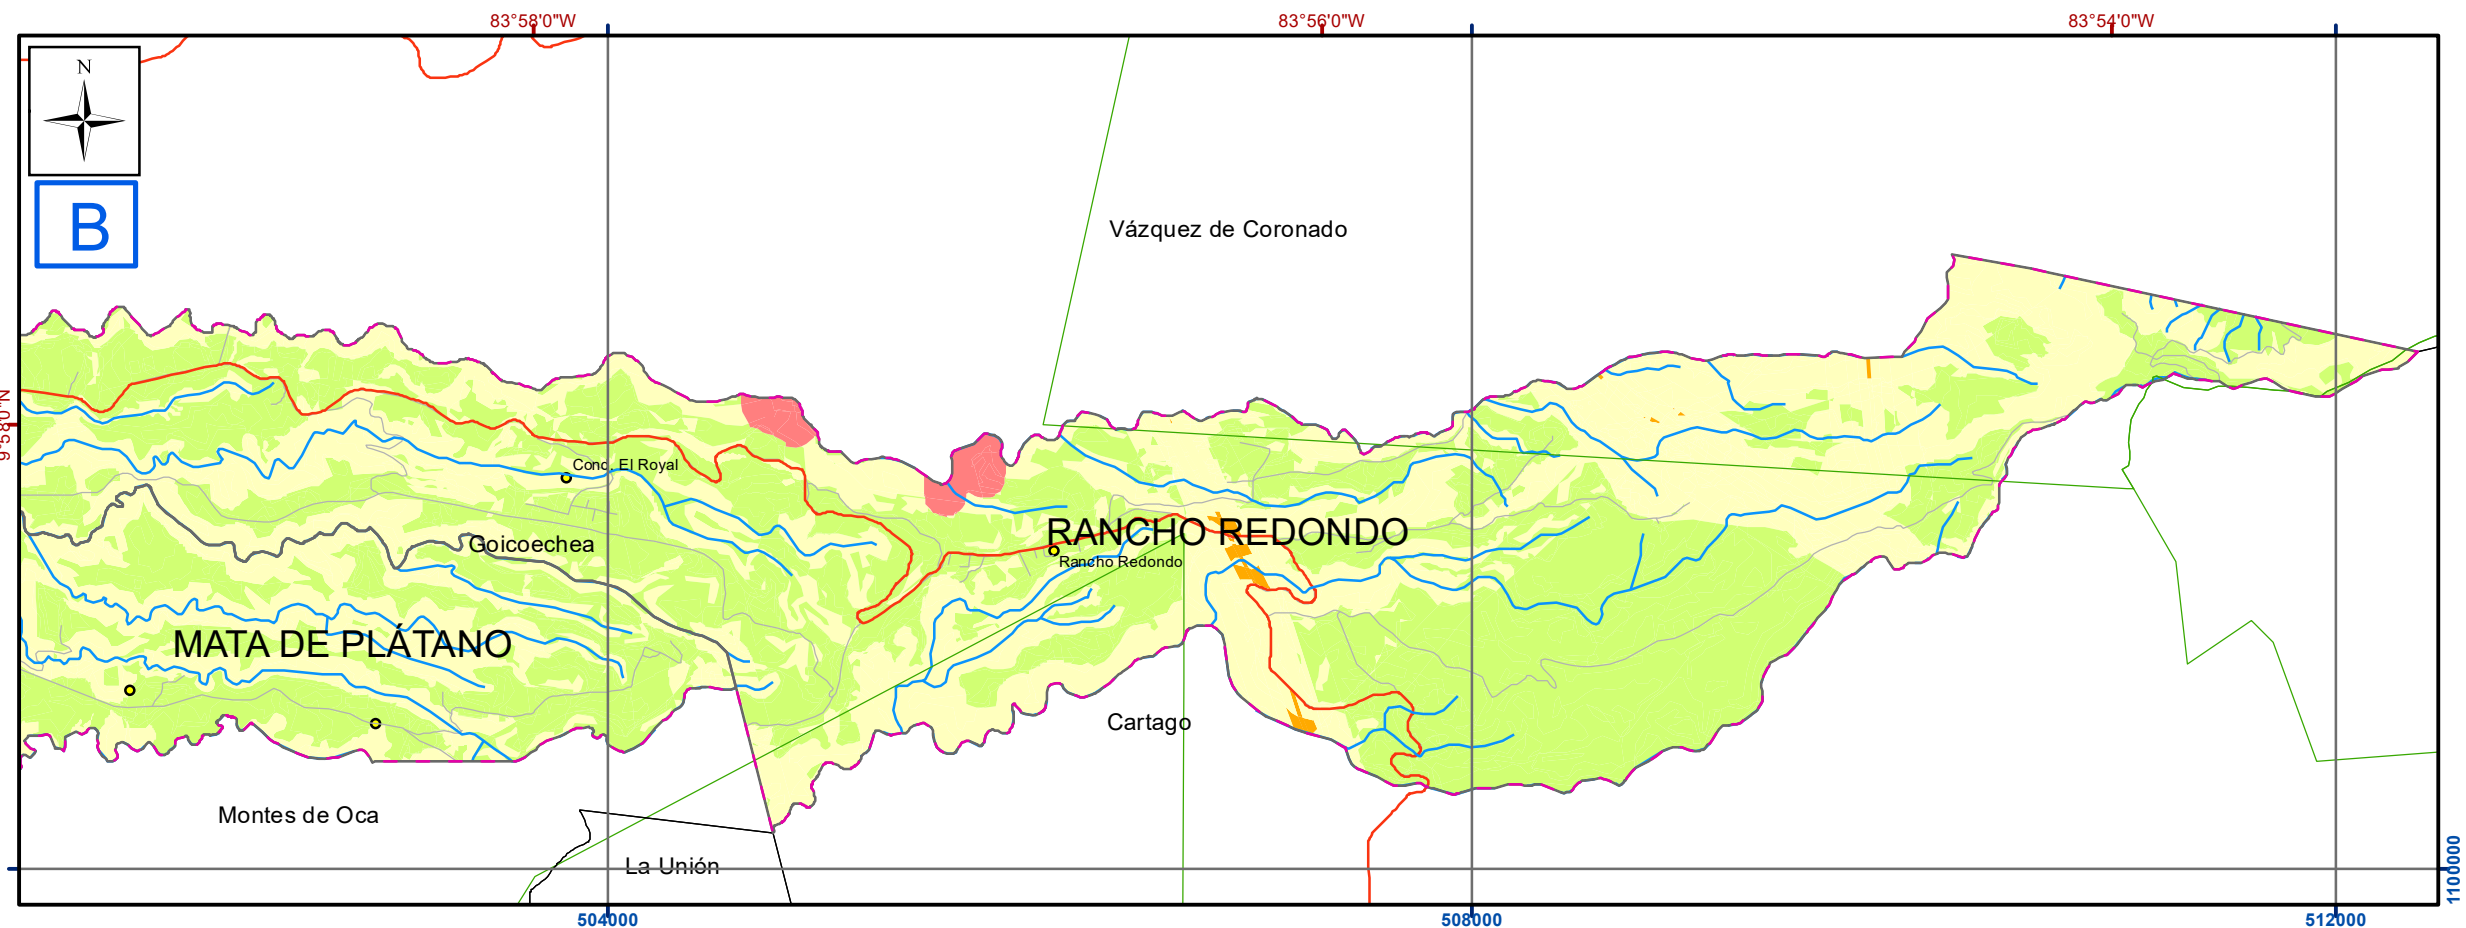 83°58'0"W
83°56'0"W
83°54'0"W
N
B
Vázquez de Coronado
9°58'0"N
Cond. El Royal
RANCHO REDONDO
Goicoechea
Rancho Redondo
MATA DE PLÁTANO
Cartago
Montes de Oca
La Unión
1100000
504000
508000
512000